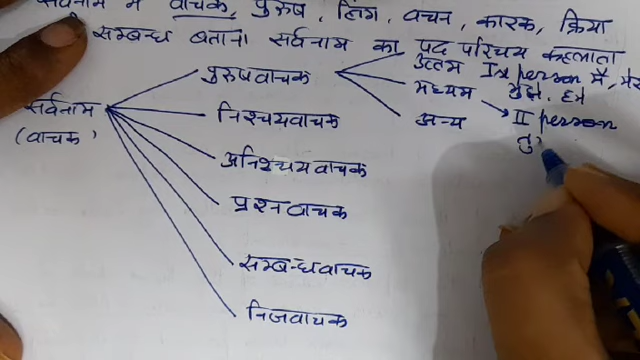 सर्वनाम में वाचक, पुरुष, लिंग, वचन, कारक, क्रिया
सम्बन्ध बताना सर्वनाम का पद परिचय कहलाता
उत्तम Ist person मैं,
पुरुषवाचक
मध्यम
मुझे, हम
सर्वनाम
(वाचक)
निश्चयवाचक
अन्य
II person
अनिश्चयवाचक
प्रश्नवाचक
सम्बन्धवाचक
निजवाचक